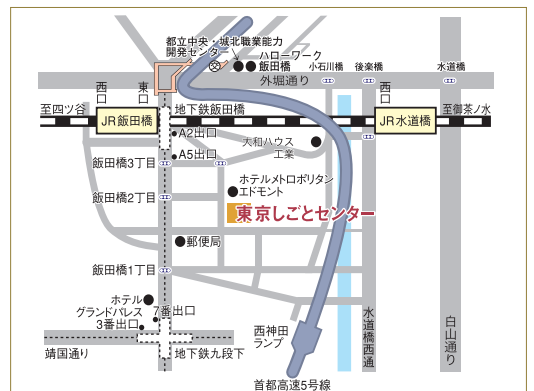 都立中央・城北職業能力
開発センター
ハローワーク
飯田橋
小石川橋
後楽橋
水道橋
外堀通り
西口
東口
西口
至四ツ谷
JR飯田橋
地下鉄飯田橋
JR水道橋
至御茶ノ水
A2出口
大和ハウス
工業
A5出口
飯田橋3丁目
ホテルメトロポリタン
エドモント
飯田橋2丁目
東京しごとセンター
郵便局
飯田橋1丁目
ホテル
グランドパレス
7番出口
3番出口
西神田
ランプ
水道橋西通
白山通り
靖国通り
地下鉄九段下
首都高速5号線